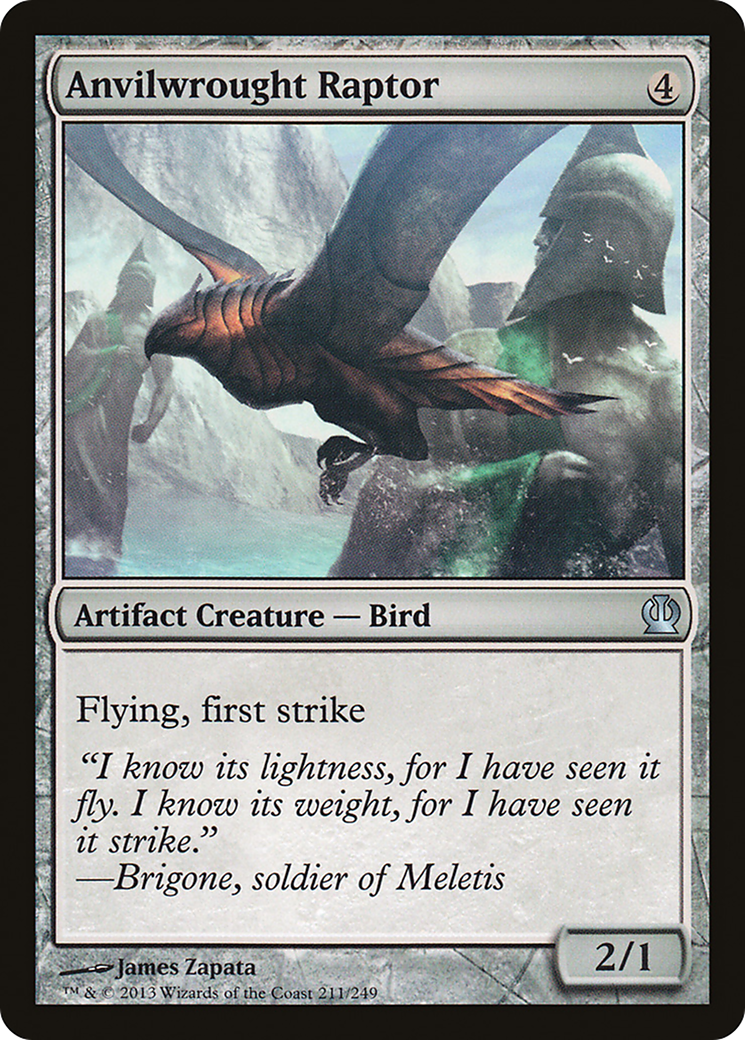 Anvilwrought Raptor 4
Artifact Creature — Bird
Flying, first strike
“I know its lightness, for I have seen it
fly. I know its weight, for I have seen
it strike.”
—Brigone, soldier of Meletis
2/1
James Zapata
™ & © 2013 Wizards of the Coast 211/249